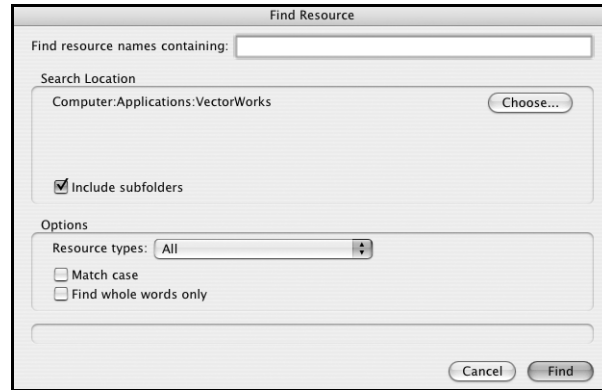 Find Resource
Find resource names containing:
Search Location
Computer:Applications:VectorWorks
Choose...
Include subfolders
Options
Resource types: All
Match case
Find whole words only
Cancel Find